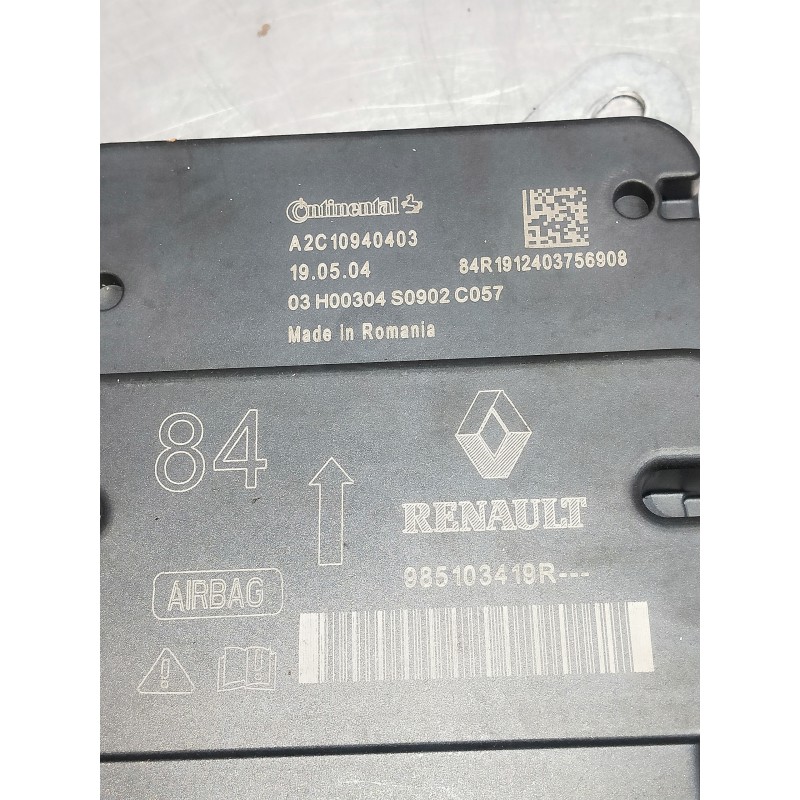 Continental
A2C10940403
19.05.04
84R1912403756908
03 H00304 S0902 C057
Made in Romania
84
RENAULT
985103419R---
AIRBAG